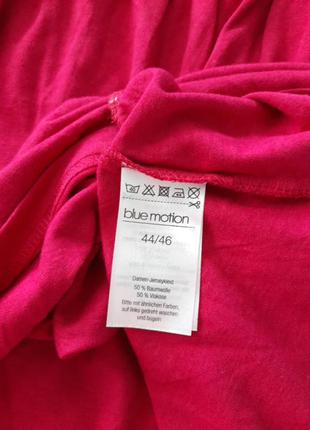 blue motion
44/46
Damen-Jerseykleid
50 % Baumwolle
50 % Viskose
Bitte mit ähnlichen Farben,
auf links gedreht waschen
und bügeln